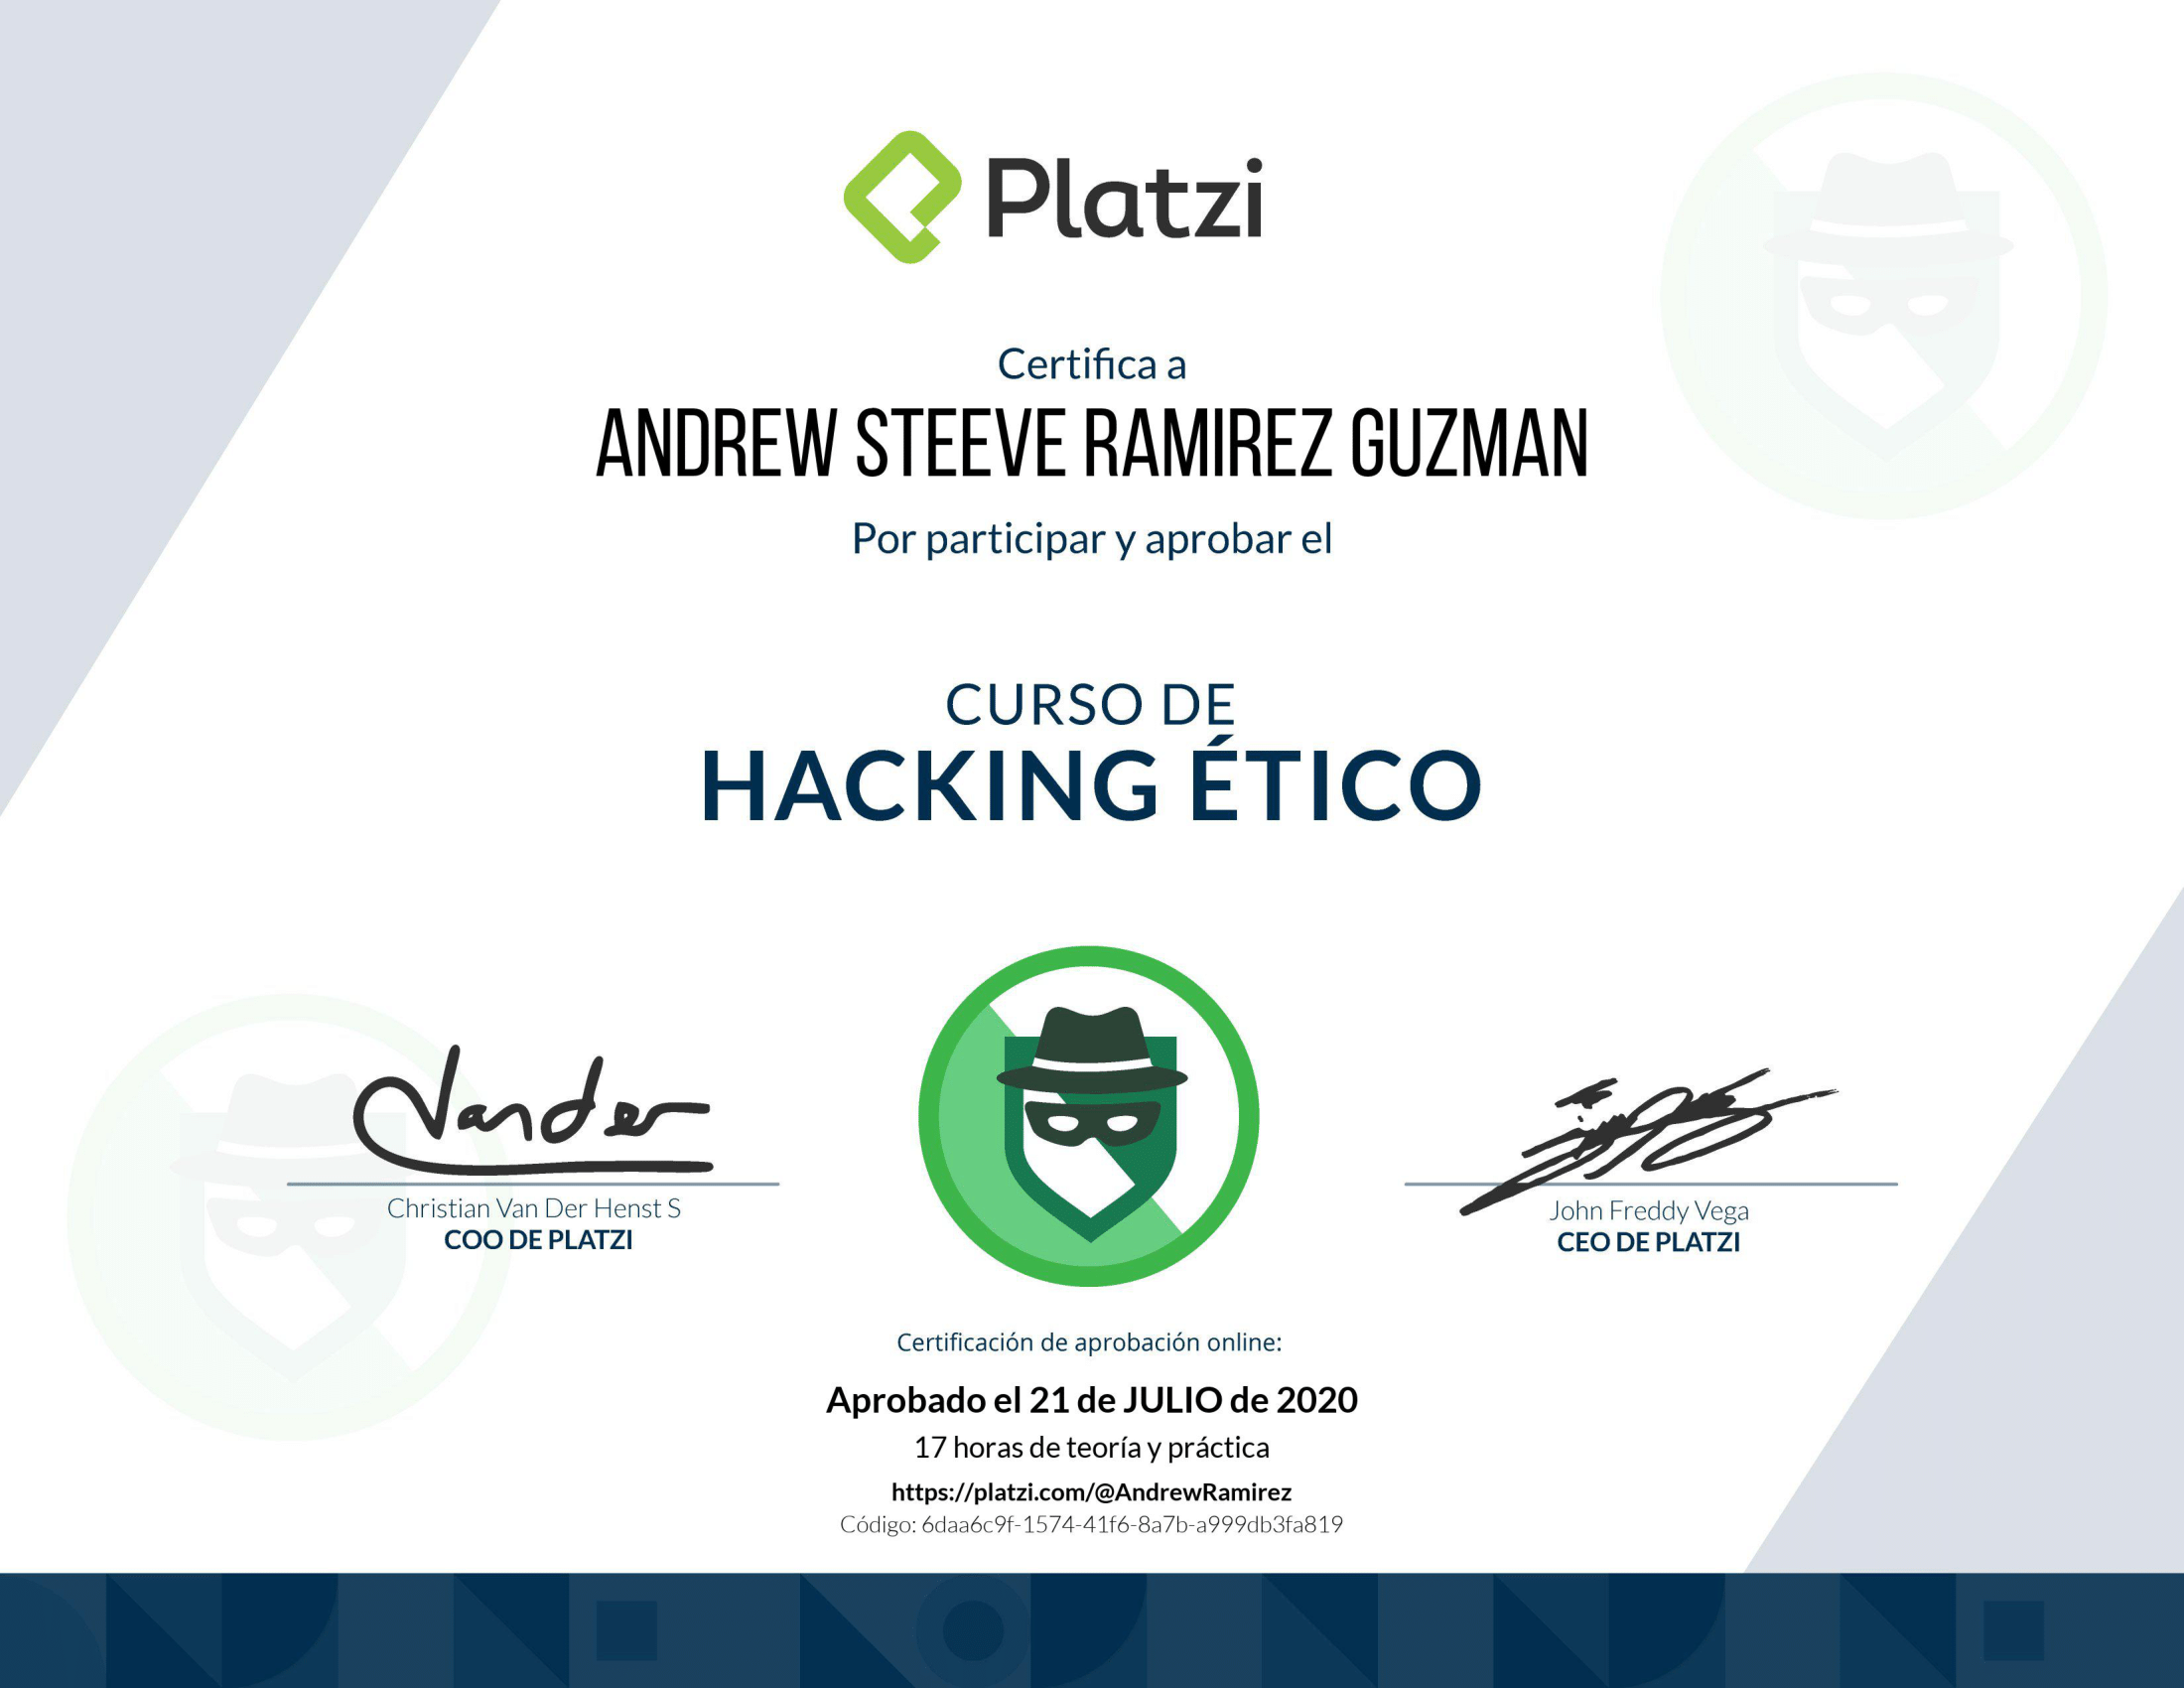 Platzi
Certifica a
ANDREW STEEVE RAMIREZ GUZMAN
Por participar y aprobar el
CURSO DE
HACKING ÉTICO
Vander
Christian Van Der Henst S
COO DE PLATZI
John Freddy Vega
CEO DE PLATZI
Certificación de aprobación online:
Aprobado el 21 de JULIO de 2020
17 horas de teoría y práctica
https://platzi.com/@AndrewRamirez
Código: 6daa6c9f-1574-41f6-8a7b-a999db3fa819